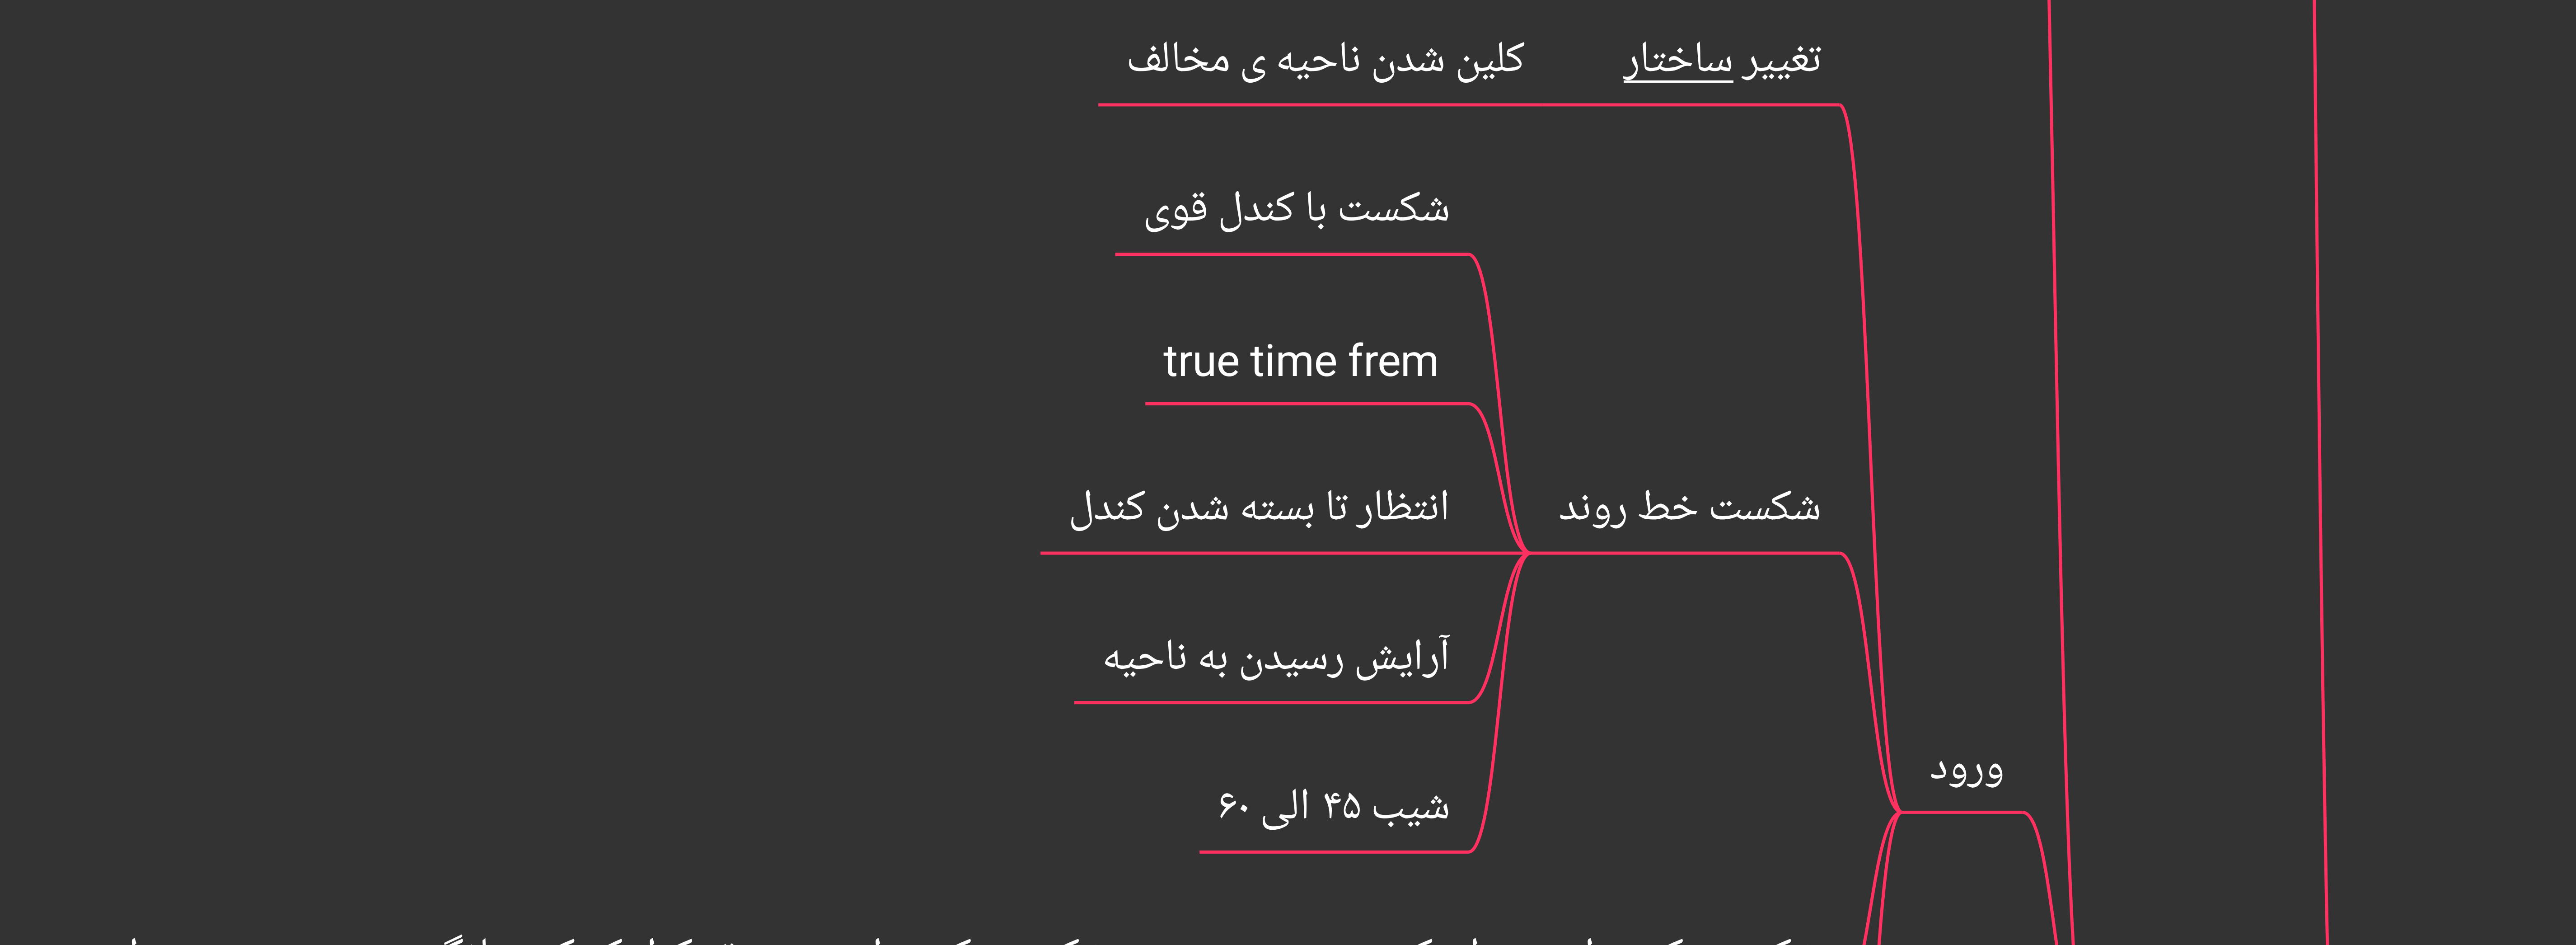 تغییر ساختار
کلین شدن ناحیه ی مخالف
شکست با کندل قوی
true time frem
شکست خط روند
انتظار تا بسته شدن کندل
آرایش رسیدن به ناحیه
ورود
شیب ۴۵ الی ۶۰